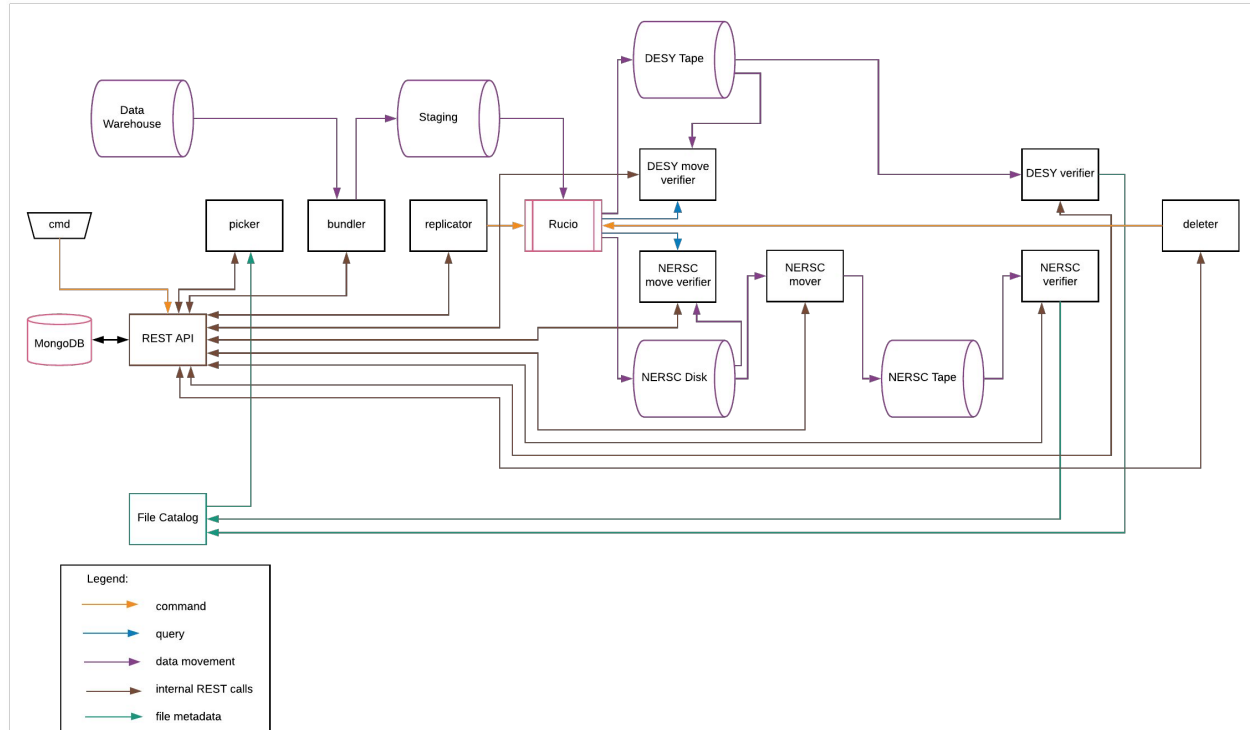 DESY Tape
Data
Warehouse
Staging
DESY move
verifier
DESY verifier
cmd
picker
bundler
replicator
Rucio
deleter
NERSC
move verifier
NERSC
mover
NERSC
verifier
MongoDB
REST API
NERSC Disk
NERSC Tape
File Catalog
Legend:
command
query
data movement
internal REST calls
file metadata